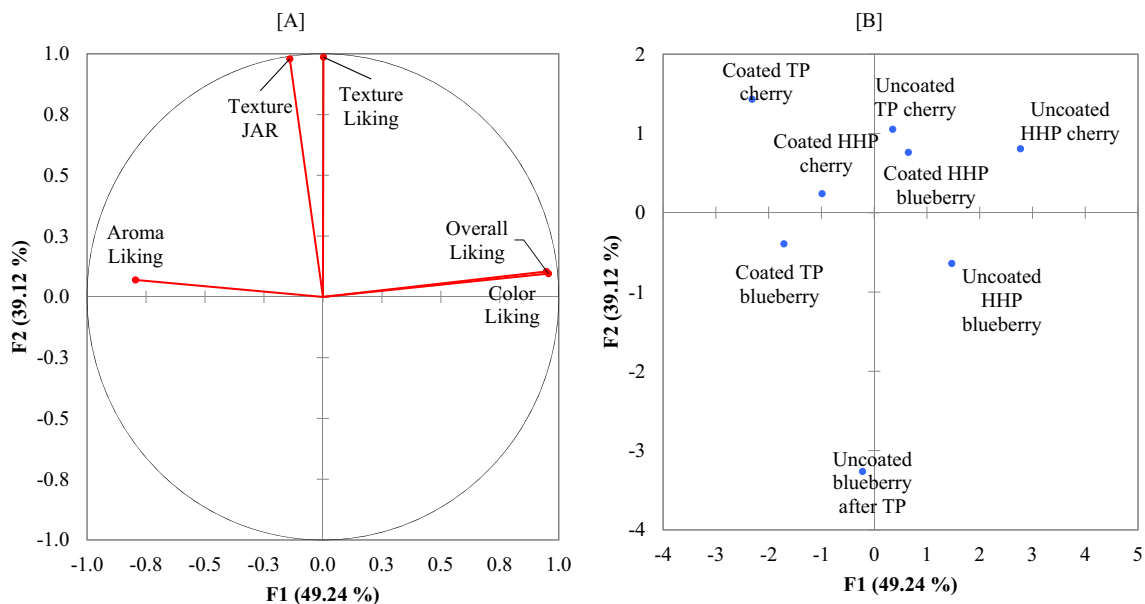 [A]
1.0
0.8
0.5
0.3
0.0
-0.3
-0.5
-0.8
-1.0
F2 (39.12 %)
Texture
JAR
Texture
Liking
Aroma
Liking
Overall
Liking
Color
Liking
-1.0 -0.8 -0.5 -0.3 0.0 0.3 0.5 0.8 1.0
F1 (49.24 %)
[B]
2
1
0
-1
-2
-3
-4
F2 (39.12 %)
Coated TP
cherry
Uncoated
TP cherry
Uncoated
HHP cherry
Coated HHP
cherry
Coated HHP
blueberry
Coated TP
blueberry
Uncoated
HHP
blueberry
Uncoated
blueberry
after TP
-4 -3 -2 -1 0 1 2 3 4 5
F1 (49.24 %)